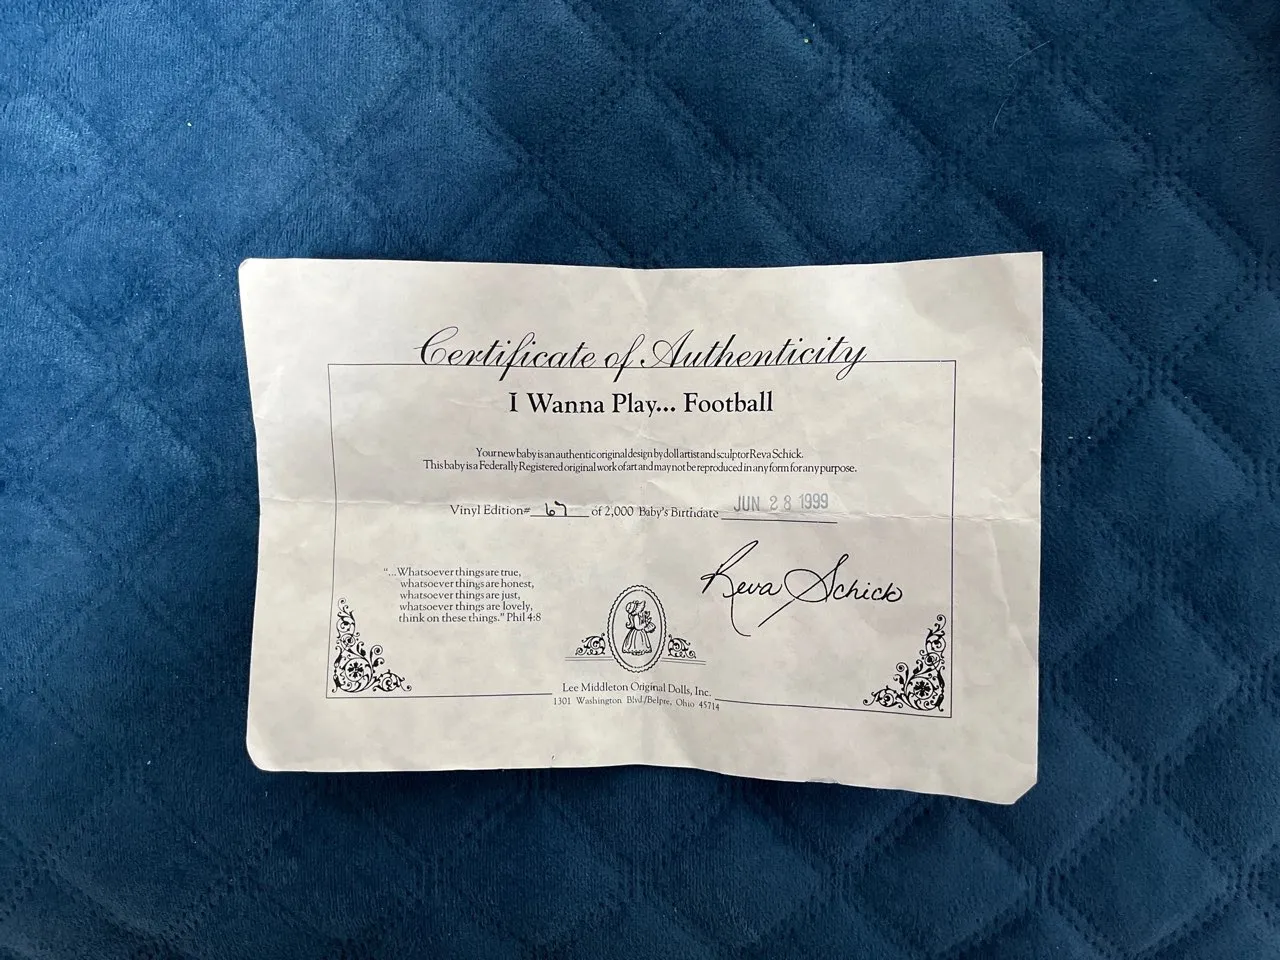 Certificate of Authenticity
I Wanna Play... Football
Your new baby is an authentic original design by doll artist and sculptor Reva Schick.
This baby is a Federally Registered original work of art and may not be reproduced in any form for any purpose.
Vinyl Edition# 67 of 2,000 Baby's Birthdate JUN 28 1999
"...Whatsoever things are true,
whatsoever things are honest,
whatsoever things are just,
whatsoever things are lovely,
think on these things." Phil 4:8
Reva Schick
Lee Middleton Original Dolls, Inc.
1301 Washington Blvd/Belpre, Ohio 45714